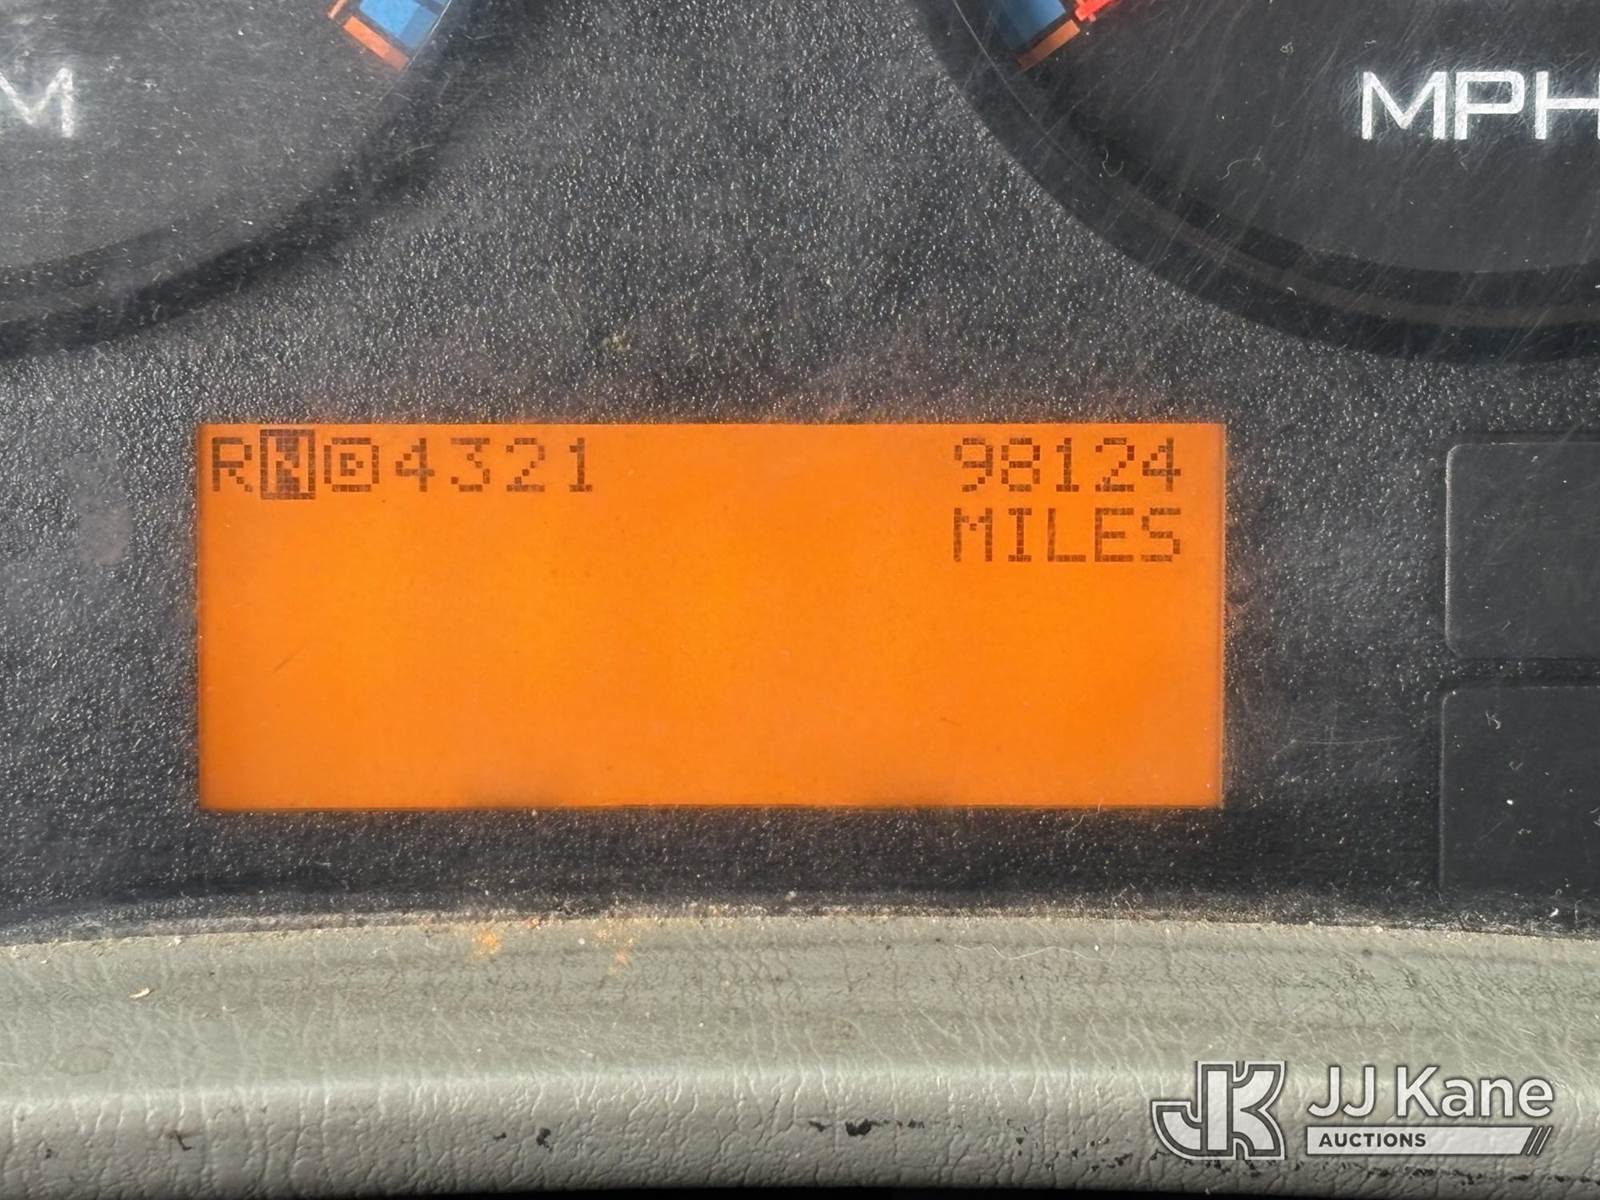 M
MPH
RND4321 98124
MILES
JJ Kane
AUCTIONS